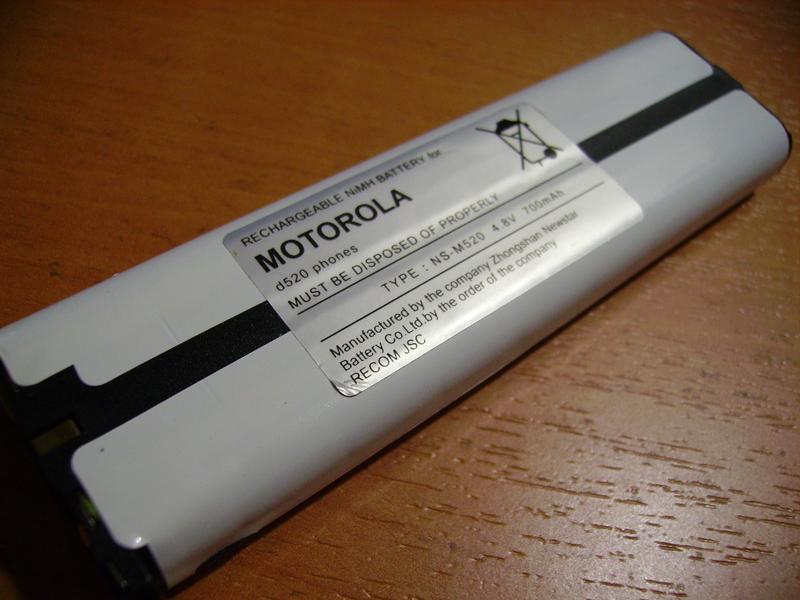 RECHARGEABLE NiMH BATTERY for
MOTOROLA
d520 phones
MUST BE DISPOSED OF PROPERLY
TYPE : NS-M520 4.8V 700mAh
Manufactured by the company Zhongshan Newstar
Battery Co.Ltd.by the order of the company
RECOM JSC